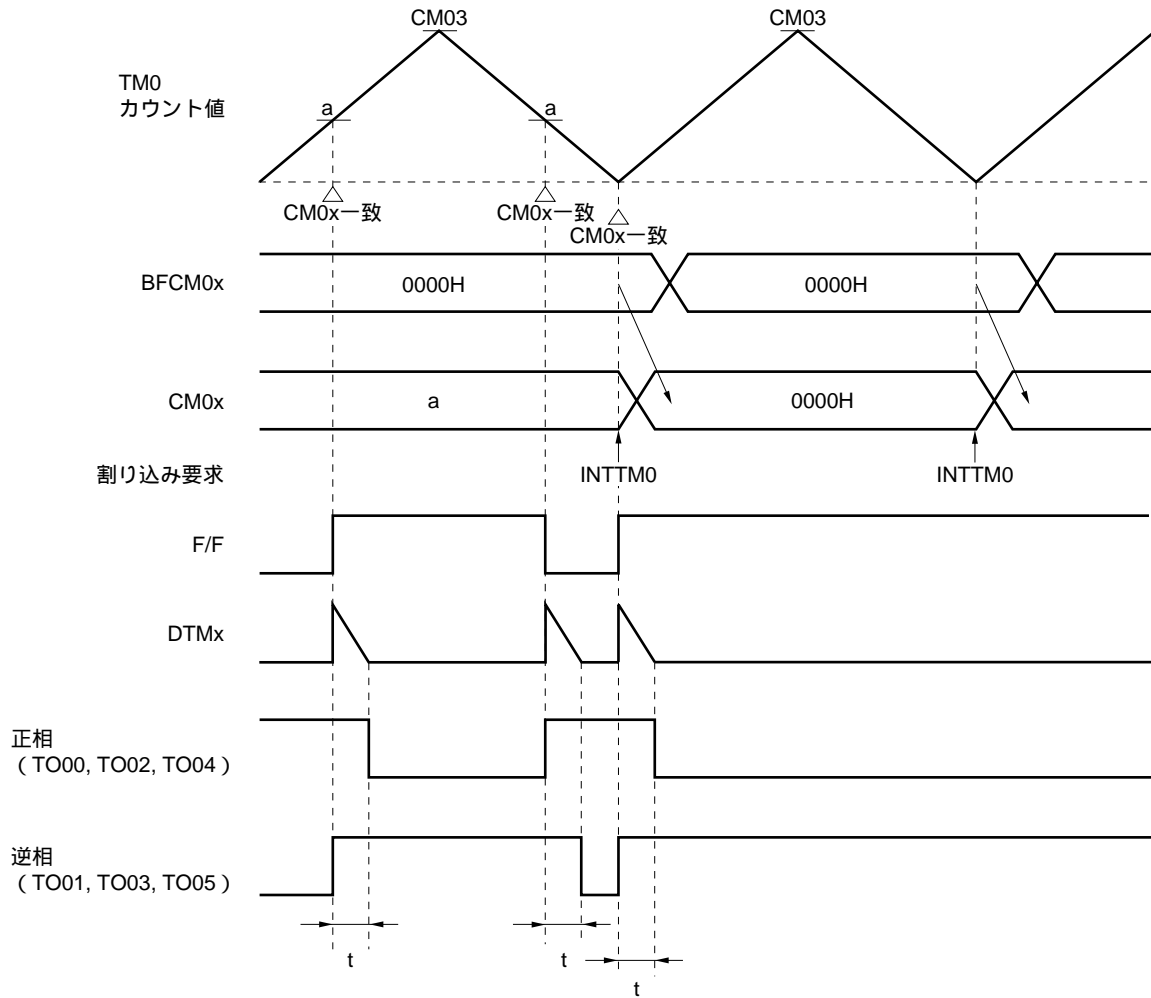 CM03
CM03
TM0
カウント値
a
a
CM0x一致
CM0x一致
CM0x一致
BFCM0x
0000H
0000H
CM0x
a
0000H
割り込み要求
INTTM0
INTTM0
F/F
DTMx
正相
（TO00, TO02, TO04）
逆相
（TO01, TO03, TO05）
t
t
t